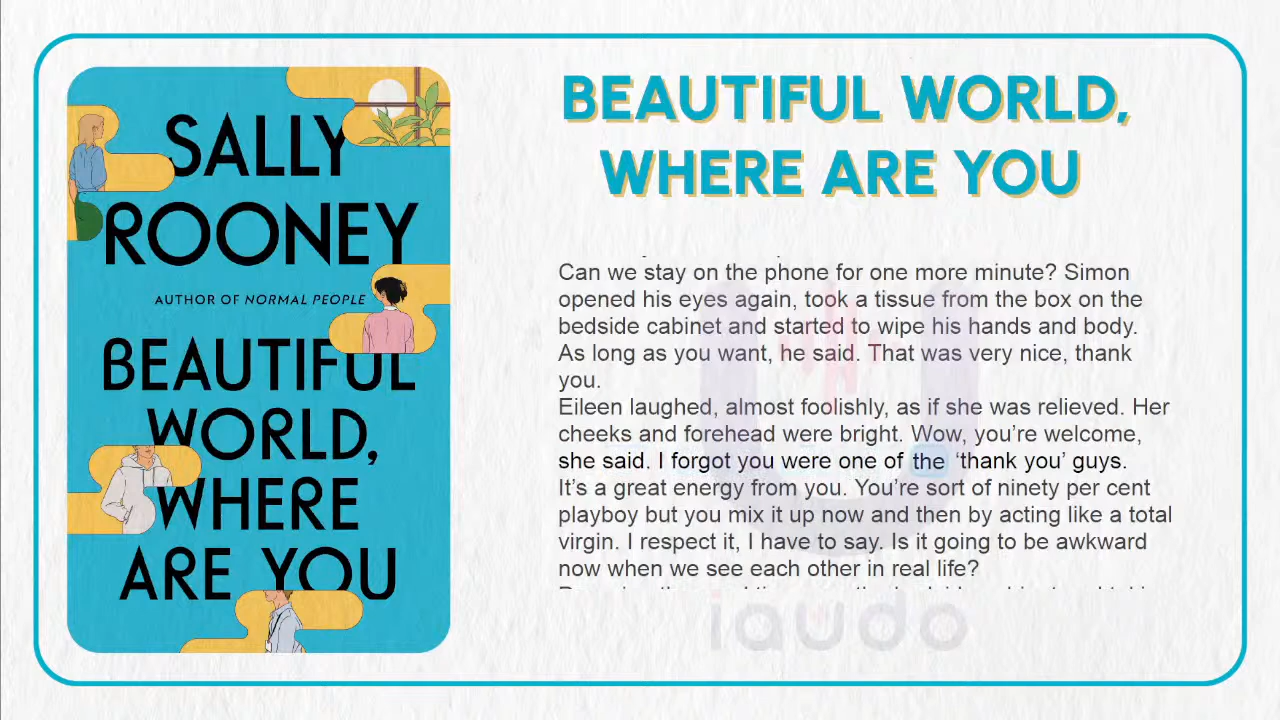 SALLY
ROONEY
AUTHOR OF NORMAL PEOPLE
BEAUTIFUL
WORLD,
WHERE
ARE YOU
BEAUTIFUL WORLD,
WHERE ARE YOU
Can we stay on the phone for one more minute? Simon
opened his eyes again, took a tissue from the box on the
bedside cabinet and started to wipe his hands and body.
As long as you want, he said. That was very nice, thank
you.
Eileen laughed, almost foolishly, as if she was relieved. Her
cheeks and forehead were bright. Wow, you’re welcome,
she said. I forgot you were one of the ‘thank you’ guys.
It’s a great energy from you. You’re sort of ninety per cent
playboy but you mix it up now and then by acting like a total
virgin. I respect it, I have to say. Is it going to be awkward
now when we see each other in real life?
iaudo